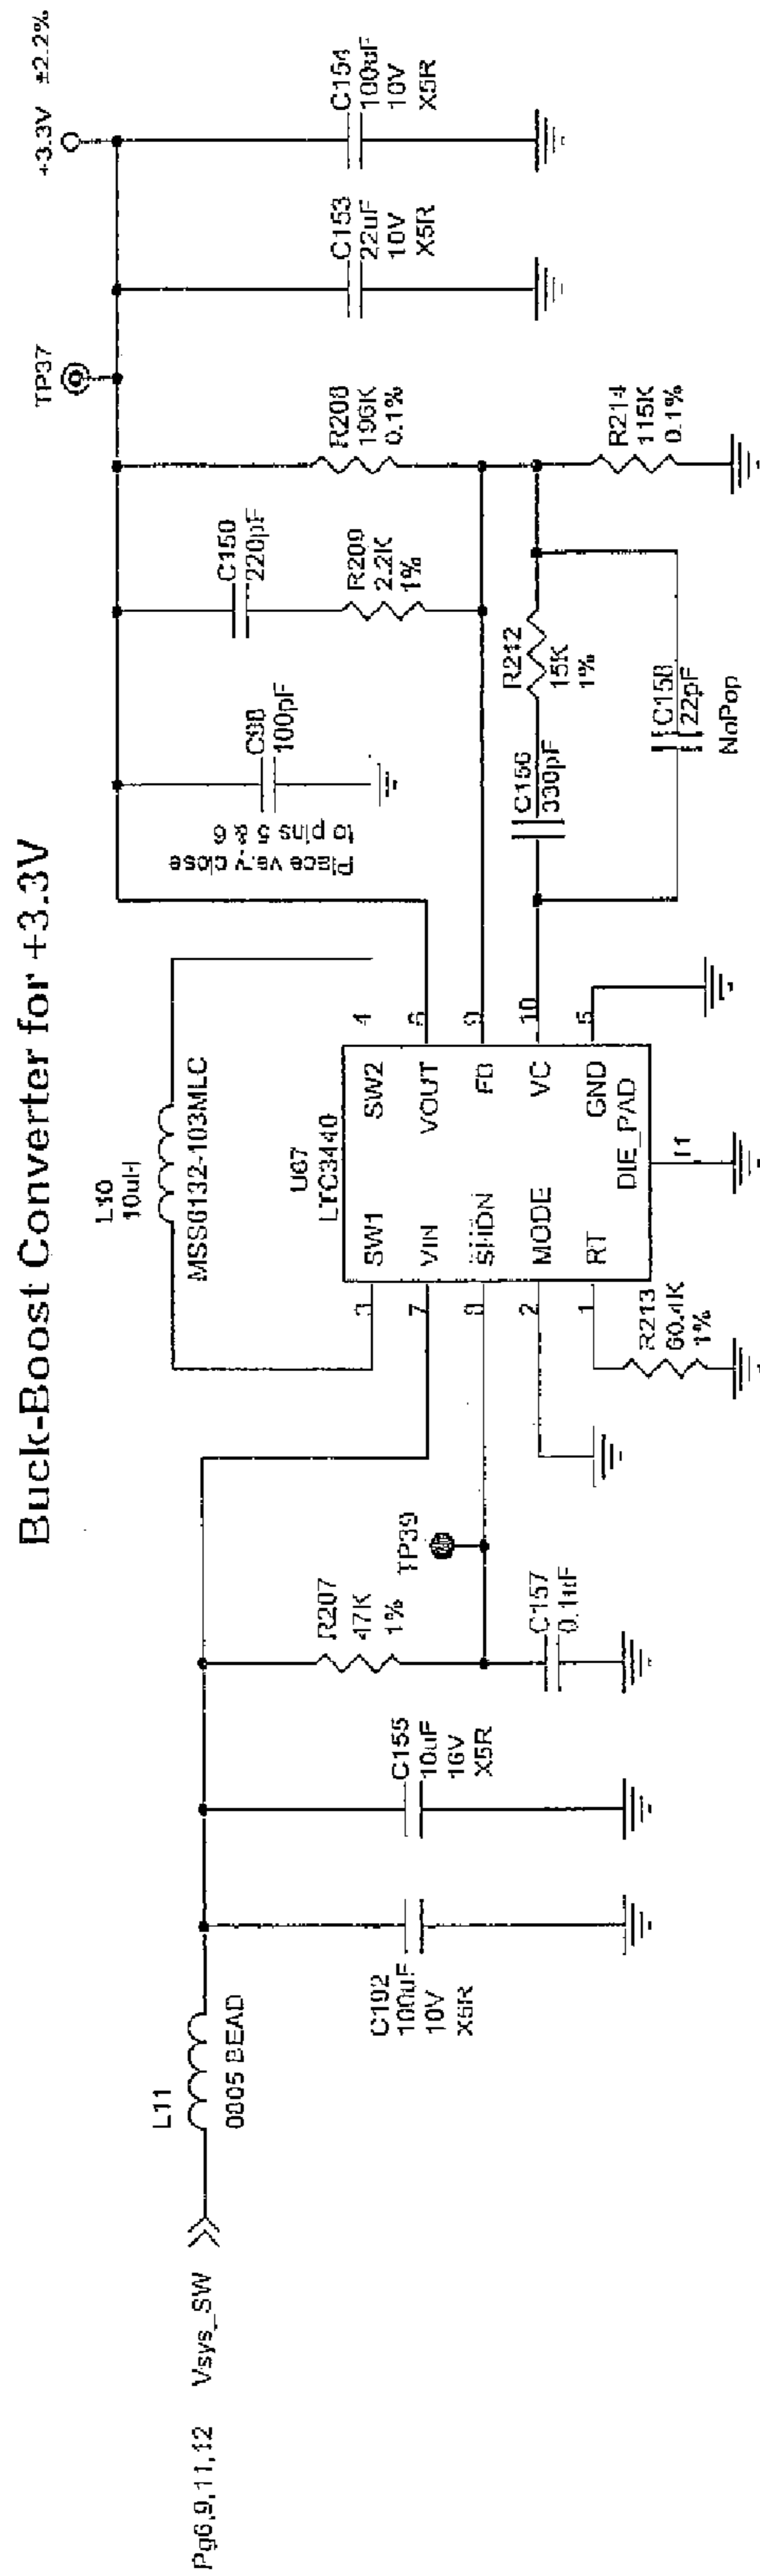 Buck-Boost Converter for +3.3V
Pg6,9,11,12 Vsys_SW
L11
0805 BEAD
C192
100uF
10V
X5R
C155
10uF
16V
X5R
R207
47K
1%
C157
0.1uF
TP39
L10
10uH
MSS6132-103MLC
U67
LTC3440
3
SW1
SW2
4
7
VIN
VOUT
6
8
SHDN
FB
9
2
MODE
VC
10
1
RT
GND
5
DIE_PAD
11
R213
60.4K
1%
Place very close
to pins 5 & 6
C98
100pF
C150
220pF
R209
2.2K
1%
R208
196K
0.1%
C156
330pF
R212
15K
1%
C158
22pF
NoPop
R214
115K
0.1%
TP37
C153
22uF
10V
X5R
C154
100uF
10V
X5R
+3.3V ±2.2%